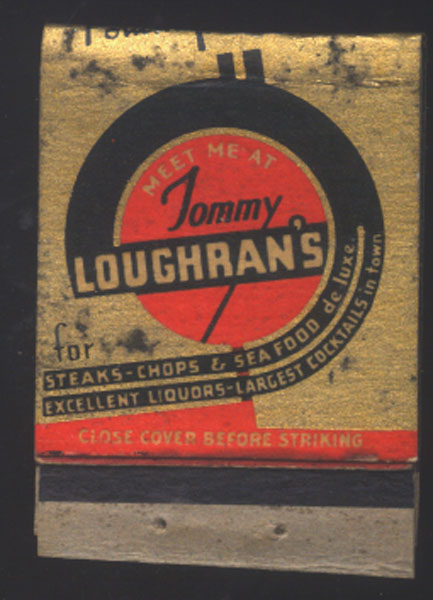 MEET ME AT
Tommy
LOUGHRAN'S
for
STEAKS-CHOPS & SEA FOOD de luxe.
EXCELLENT LIQUORS-LARGEST COCKTAILS in town
CLOSE COVER BEFORE STRIKING